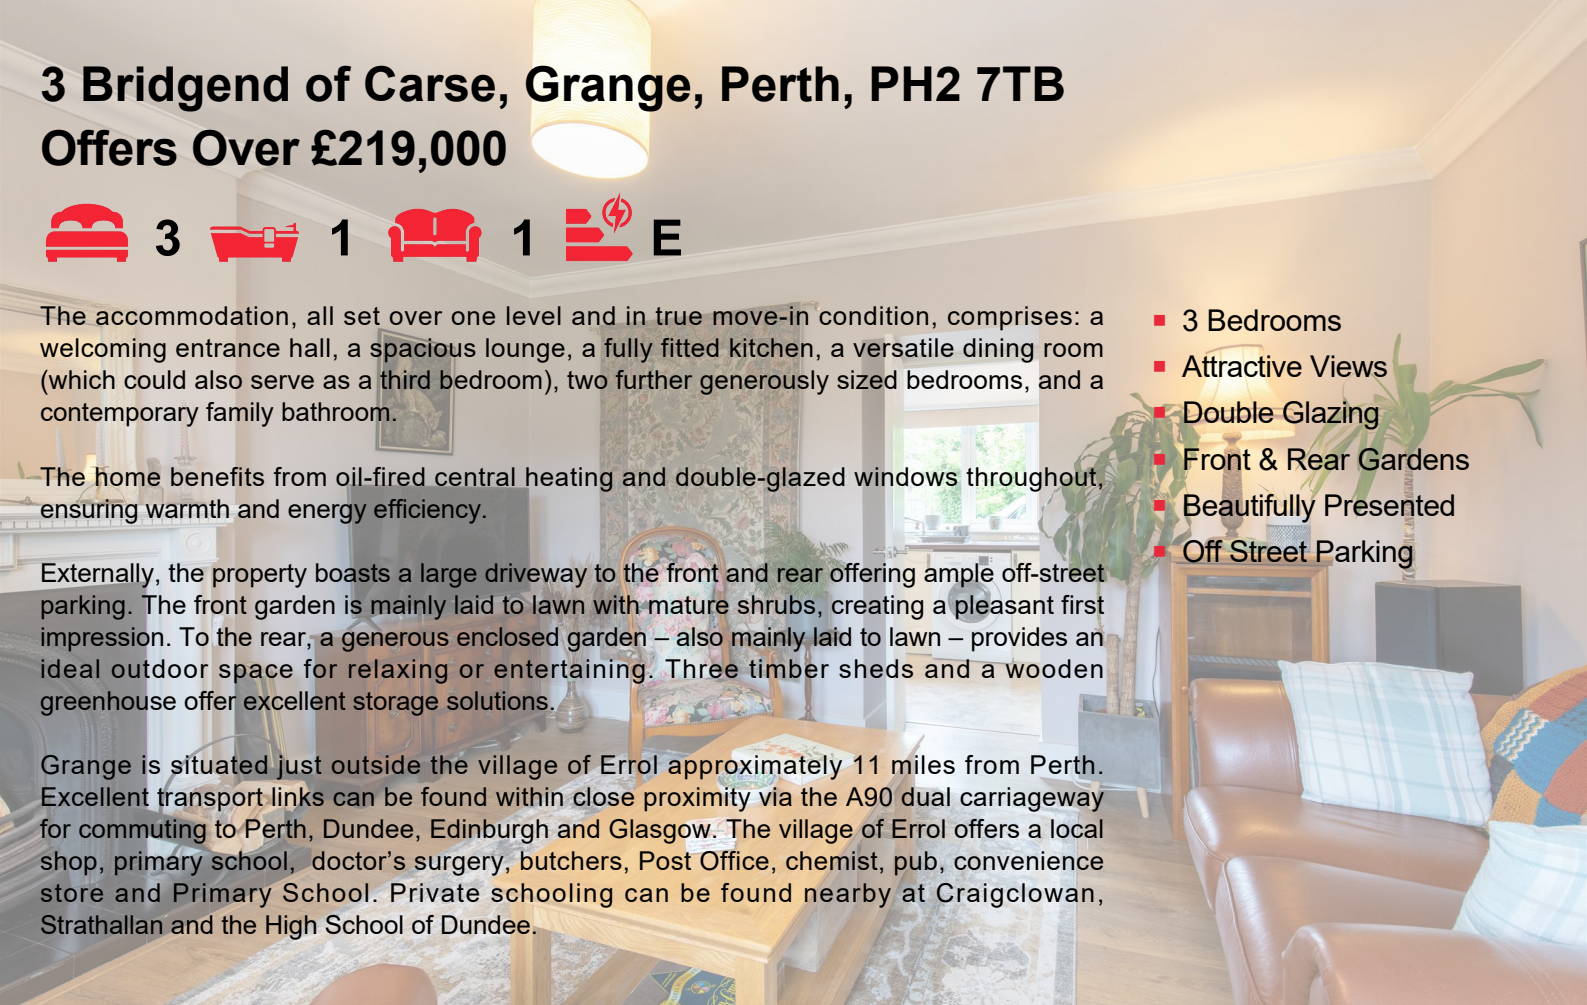 3 Bridgend of Carse, Grange, Perth, PH2 7TB
Offers Over £219,000
3 1 1 E
The accommodation, all set over one level and in true move-in condition, comprises: a
welcoming entrance hall, a spacious lounge, a fully fitted kitchen, a versatile dining room
(which could also serve as a third bedroom), two further generously sized bedrooms, and a
contemporary family bathroom.
The home benefits from oil-fired central heating and double-glazed windows throughout,
ensuring warmth and energy efficiency.
Externally, the property boasts a large driveway to the front and rear offering ample off-street
parking. The front garden is mainly laid to lawn with mature shrubs, creating a pleasant first
impression. To the rear, a generous enclosed garden – also mainly laid to lawn – provides an
ideal outdoor space for relaxing or entertaining. Three timber sheds and a wooden
greenhouse offer excellent storage solutions.
Grange is situated just outside the village of Errol approximately 11 miles from Perth.
Excellent transport links can be found within close proximity via the A90 dual carriageway
for commuting to Perth, Dundee, Edinburgh and Glasgow. The village of Errol offers a local
shop, primary school,  doctor’s surgery, butchers, Post Office, chemist, pub, convenience
store and Primary School. Private schooling can be found nearby at Craigclowan,
Strathallan and the High School of Dundee.
3 Bedrooms
Attractive Views
Double Glazing
Front & Rear Gardens
Beautifully Presented
Off Street Parking